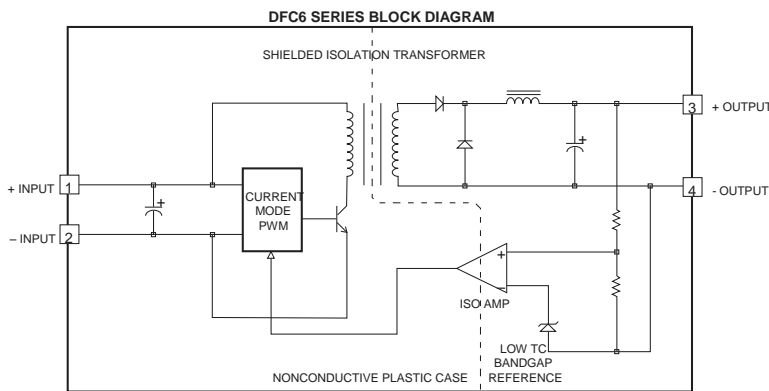 DFC6 SERIES BLOCK DIAGRAM
SHIELDED ISOLATION TRANSFORMER
3
+ OUTPUT
+
+ INPUT
1
4
- OUTPUT
CURRENT
MODE
PWM
+
– INPUT
2
+
–
ISO AMP
LOW TC
BANDGAP
REFERENCE
NONCONDUCTIVE PLASTIC CASE